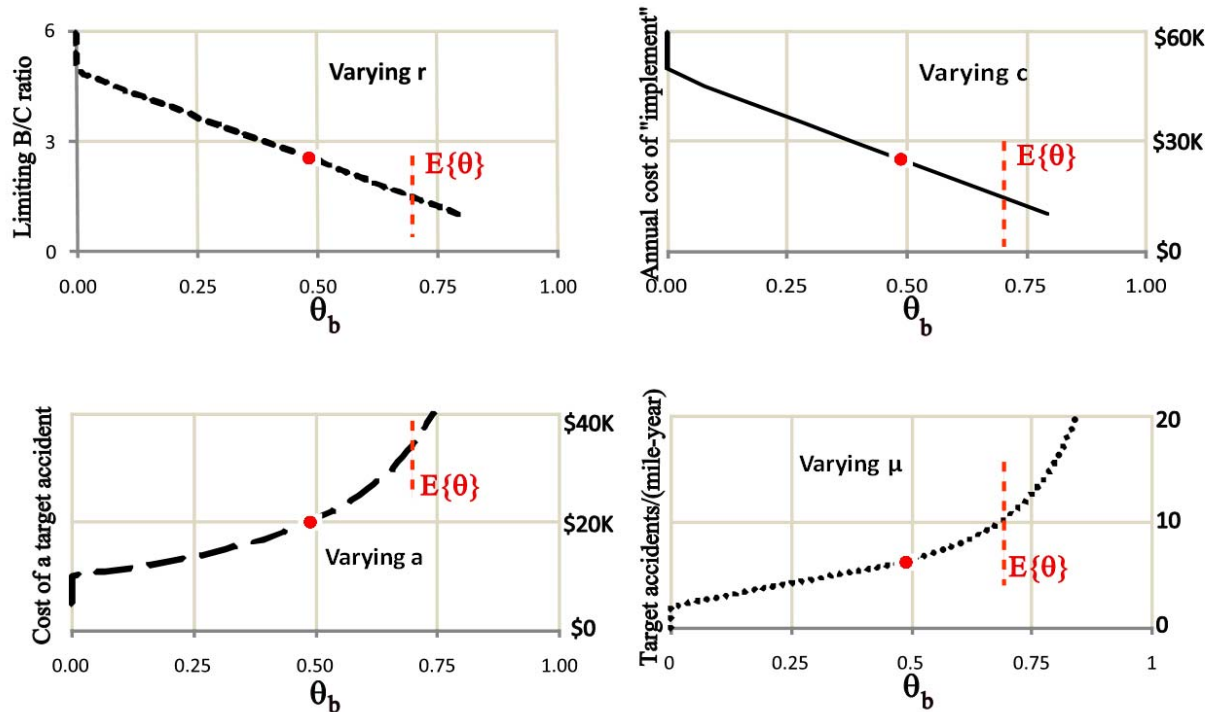 Limiting B/C ratio
6
3
0
Varying r
E{θ}
0.00 0.25 0.50 0.75 1.00
θb
Annual cost of "implement"
Varying c
E{θ}
$60K
$30K
$0
0.00 0.25 0.50 0.75 1.00
θb
Cost of a target accident
$40K
$20K
$0
E{θ}
Varying a
0.00 0.25 0.50 0.75 1.00
θb
Target accidents/(mile-year)
Varying μ
20
10
0
E{θ}
0 0.25 0.5 0.75 1
θb